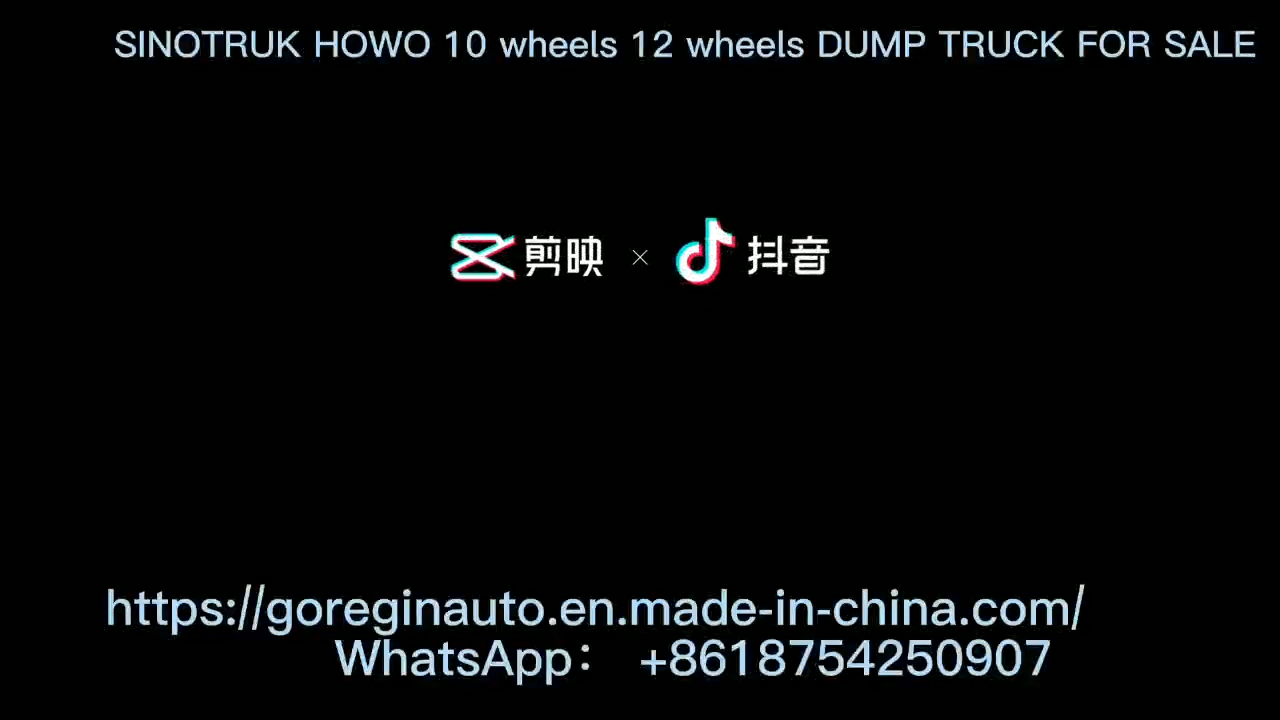 SINOTRUK HOWO 10 wheels 12 wheels DUMP TRUCK FOR SALE
剪映 × 抖音
https://goreginauto.en.made-in-china.com/
WhatsApp： +8618754250907